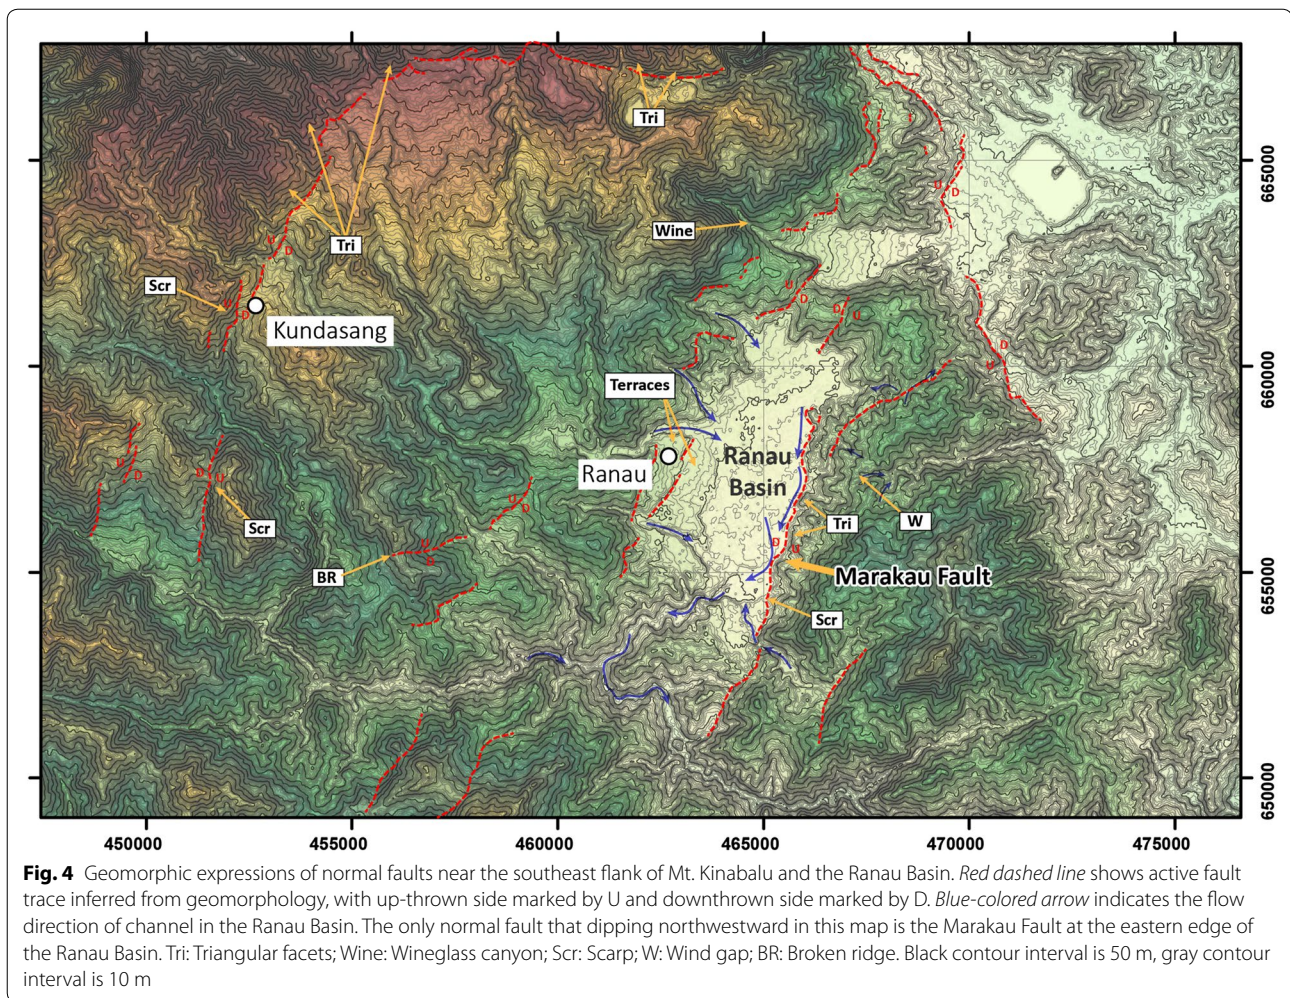 Tri
665000
Wine
Tri
Scr
U
D
U
D
U
D
Kundasang
U
D
D
U
D
U
660000
Terraces
Ranau
Ranau
Basin
U
D
D
U
Scr
U
D
Tri
W
BR
U
D
D
U
Marakau Fault
655000
Scr
650000
450000 455000 460000 465000 470000 475000
Fig. 4 Geomorphic expressions of normal faults near the southeast flank of Mt. Kinabalu and the Ranau Basin. Red dashed line shows active fault
trace inferred from geomorphology, with up-thrown side marked by U and downthrown side marked by D. Blue-colored arrow indicates the flow
direction of channel in the Ranau Basin. The only normal fault that dipping northwestward in this map is the Marakau Fault at the eastern edge of
the Ranau Basin. Tri: Triangular facets; Wine: Wineglass canyon; Scr: Scarp; W: Wind gap; BR: Broken ridge. Black contour interval is 50 m, gray contour
interval is 10 m